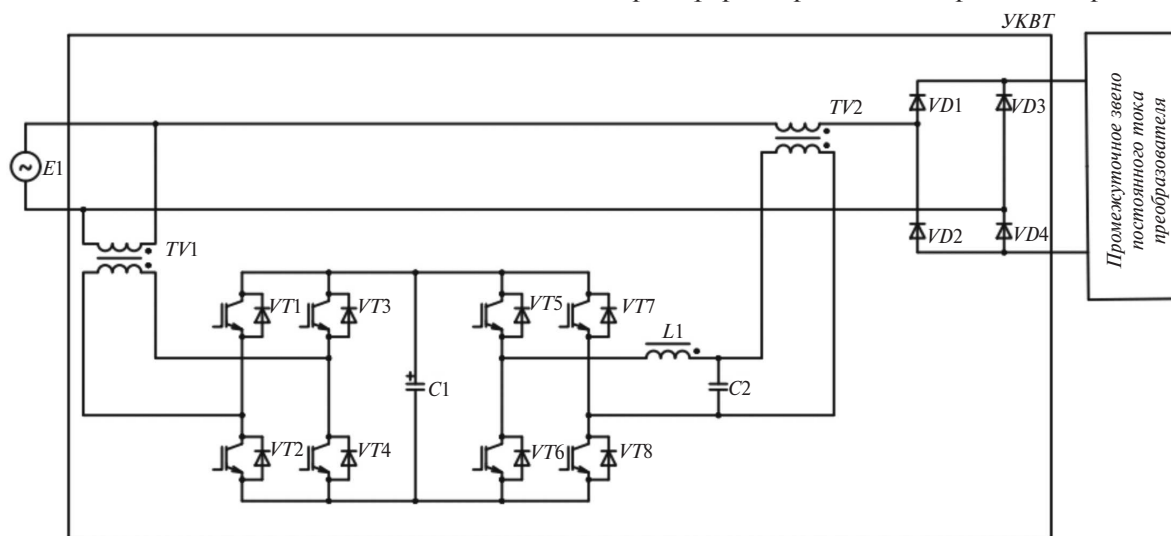 УКВТ
TV2
VD1
VD3
E1
Промежуточное звено
постоянного тока
преобразователя
TV1
VD2
VD4
VT1
VT3
VT5
VT7
L1
C1
C2
VT2
VT4
VT6
VT8